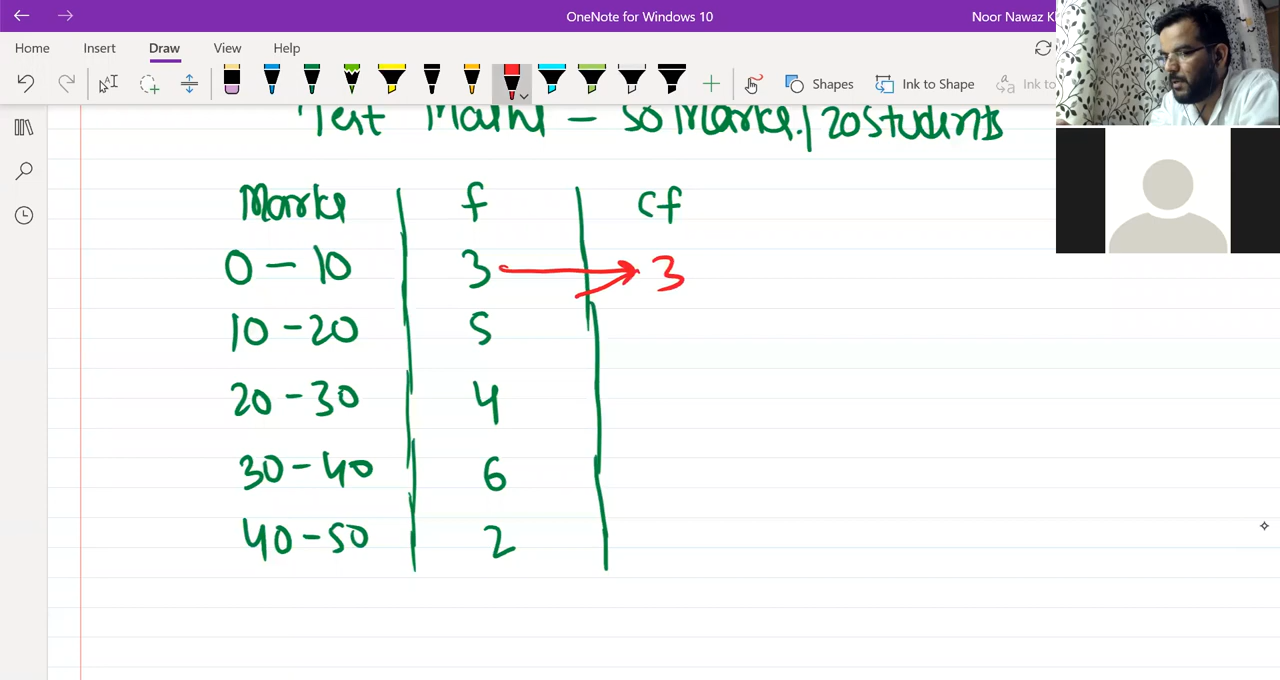 OneNote for Windows 10
Noor Nawaz K
Home Insert Draw View Help
Shapes Ink to Shape Ink to
Test Maths - 50 Marks / 20 Students
Marks f cf
0 - 10 3 3
10 - 20 5
20 - 30 4
30 - 40 6
40 - 50 2